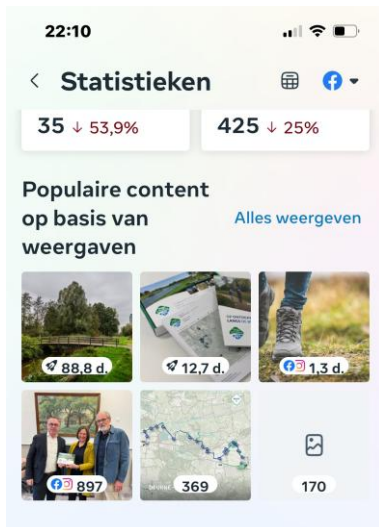 22:10
Statistieken
35 ↓ 53,9%
425 ↓ 25%
Populaire content
op basis van
weergaven
Alles weergeven
88,8 d.
12,7 d.
1,3 d.
897
369
170